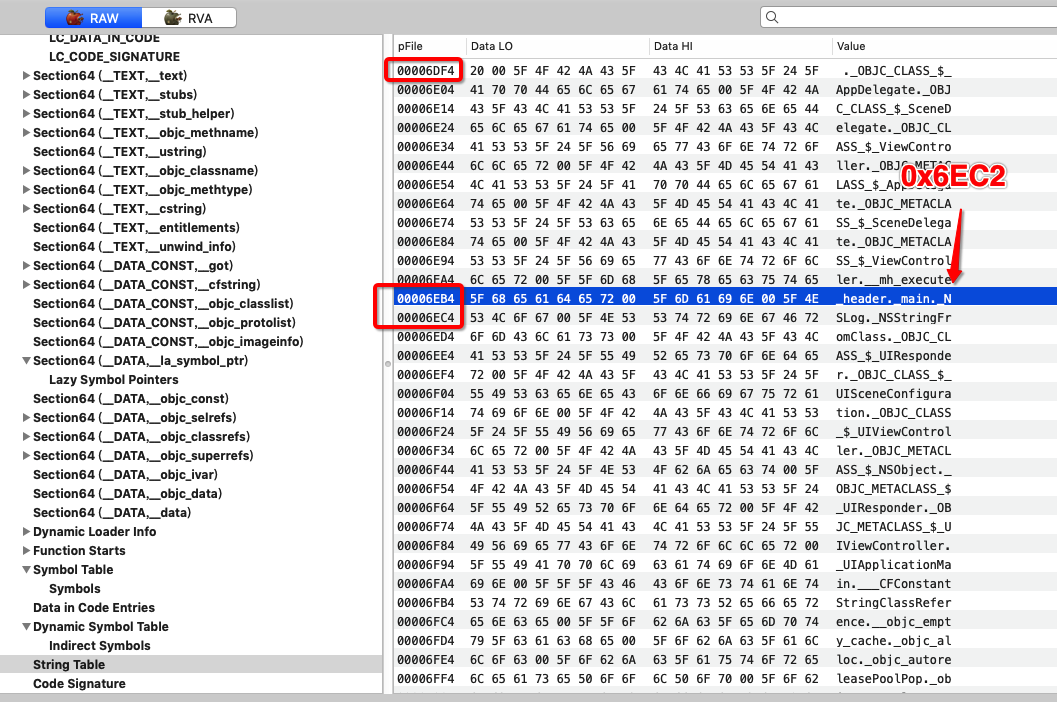 RAW RVA
LC_DATA_IN_CODE
LC_CODE_SIGNATURE
Section64 (__TEXT,__text)
Section64 (__TEXT,__stubs)
Section64 (__TEXT,__stub_helper)
Section64 (__TEXT,__objc_methname)
Section64 (__TEXT,__ustring)
Section64 (__TEXT,__objc_classname)
Section64 (__TEXT,__objc_methtype)
Section64 (__TEXT,__cstring)
Section64 (__TEXT,__entitlements)
Section64 (__TEXT,__unwind_info)
Section64 (__DATA_CONST,__got)
Section64 (__DATA_CONST,__cfstring)
Section64 (__DATA_CONST,__objc_classlist)
Section64 (__DATA_CONST,__objc_protolist)
Section64 (__DATA_CONST,__objc_imageinfo)
Section64 (__DATA,__la_symbol_ptr)
Lazy Symbol Pointers
Section64 (__DATA,__objc_const)
Section64 (__DATA,__objc_selrefs)
Section64 (__DATA,__objc_classrefs)
Section64 (__DATA,__objc_superrefs)
Section64 (__DATA,__objc_ivar)
Section64 (__DATA,__objc_data)
Section64 (__DATA,__data)
Dynamic Loader Info
Function Starts
Symbol Table
Symbols
Data in Code Entries
Dynamic Symbol Table
Indirect Symbols
String Table
Code Signature
pFile Data LO Data HI Value
00006DF4 20 00 5F 4F 42 4A 43 5F 43 4C 41 53 53 5F 24 5F  ._OBJC_CLASS_$_
00006E04 41 70 70 44 65 6C 65 67 61 74 65 00 5F 4F 42 4A AppDelegate._OBJ
00006E14 43 5F 43 4C 41 53 53 5F 24 5F 53 63 65 6E 65 44 C_CLASS_$_SceneD
00006E24 65 6C 65 67 61 74 65 00 5F 4F 42 4A 43 5F 43 4C elegate._OBJC_CL
00006E34 41 53 53 5F 24 5F 56 69 65 77 43 6F 6E 74 72 6F ASS_$_ViewContro
00006E44 6C 6C 65 72 00 5F 4F 42 4A 43 5F 4D 45 54 41 43 ller._OBJC_METAC
00006E54 4C 41 53 53 5F 24 5F 41 70 70 44 65 6C 65 67 61 LASS_$_AppDelega
0x6EC2
00006E64 74 65 00 5F 4F 42 4A 43 5F 4D 45 54 41 43 4C 41 te._OBJC_METACLA
00006E74 53 53 5F 24 5F 53 63 65 6E 65 44 65 6C 65 67 61 SS_$_SceneDelega
00006E84 74 65 00 5F 4F 42 4A 43 5F 4D 45 54 41 43 4C 41 te._OBJC_METACLA
00006E94 53 53 5F 24 5F 56 69 65 77 43 6F 6E 74 72 6F 6C SS_$_ViewControl
00006EA4 6C 65 72 00 5F 5F 6D 68 5F 65 78 65 63 75 74 65 ler.__mh_execute
00006EB4 5F 68 65 61 64 65 72 00 5F 6D 61 69 6E 00 5F 4E _header._main._N
00006EC4 53 4C 6F 67 00 5F 4E 53 53 74 72 69 6E 67 46 72 SLog._NSStringFr
00006ED4 6F 6D 43 6C 61 73 73 00 5F 4F 42 4A 43 5F 43 4C omClass._OBJC_CL
00006EE4 41 53 53 5F 24 5F 55 49 52 65 73 70 6F 6E 64 65 ASS_$_UIResponde
00006EF4 72 00 5F 4F 42 4A 43 5F 43 4C 41 53 53 5F 24 5F r._OBJC_CLASS_$_
00006F04 55 49 53 63 65 6E 65 43 6F 6E 66 69 67 75 72 61 UISceneConfigura
00006F14 74 69 6F 6E 00 5F 4F 42 4A 43 5F 43 4C 41 53 53 tion._OBJC_CLASS
00006F24 5F 24 5F 55 49 56 69 65 77 43 6F 6E 74 72 6F 6C _$_UIViewControl
00006F34 6C 65 72 00 5F 4F 42 4A 43 5F 4D 45 54 41 43 4C ler._OBJC_METACL
00006F44 41 53 53 5F 24 5F 4E 53 4F 62 6A 65 63 74 00 5F ASS_$_NSObject._
00006F54 4F 42 4A 43 5F 4D 45 54 41 43 4C 41 53 53 5F 24 OBJC_METACLASS_$
00006F64 5F 55 49 52 65 73 70 6F 6E 64 65 72 00 5F 4F 42 _UIResponder._OB
00006F74 4A 43 5F 4D 45 54 41 43 4C 41 53 53 5F 24 5F 55 JC_METACLASS_$_U
00006F84 49 56 69 65 77 43 6F 6E 74 72 6F 6C 6C 65 72 00 IViewController.
00006F94 5F 55 49 41 70 70 6C 69 63 61 74 69 6F 6E 4D 61 _UIApplicationMa
00006FA4 69 6E 00 5F 5F 5F 43 46 43 6F 6E 73 74 61 6E 74 in.___CFConstant
00006FB4 53 74 72 69 6E 67 43 6C 61 73 73 52 65 66 65 72 StringClassRefer
00006FC4 65 6E 63 65 00 5F 5F 6F 62 6A 63 5F 65 6D 70 74 ence.__objc_empt
00006FD4 79 5F 63 61 63 68 65 00 5F 6F 62 6A 63 5F 61 6C y_cache._objc_al
00006FE4 6C 6F 63 00 5F 6F 62 6A 63 5F 61 75 74 6F 72 65 loc._objc_autore
00006FF4 6C 65 61 73 65 50 6F 6F 6C 50 6F 70 00 5F 6F 62 leasePoolPop._ob